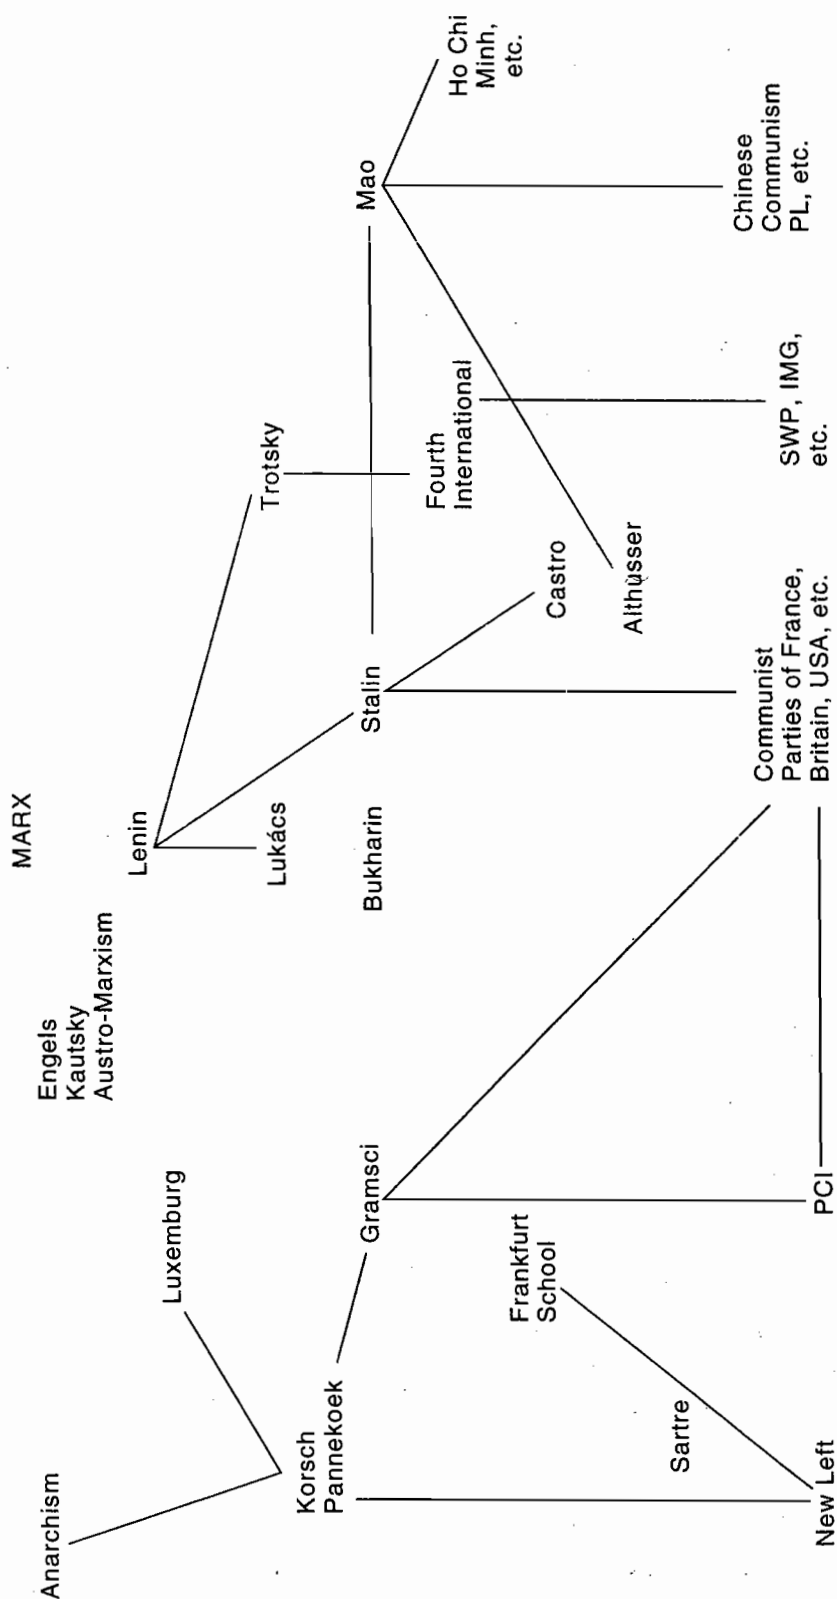 MARX
Anarchism
Engels
Kautsky
Austro-Marxism
Lenin
Luxemburg
Lukács
Trotsky
Korsch
Pannekoek
Gramsci
Bukharin
Stalin
Mao
Fourth
International
Ho Chi
Minh,
etc.
Frankfurt
School
Castro
Althusser
Sartre
New Left
PCI
Communist
Parties of France,
Britain, USA, etc.
SWP, IMG,
etc.
Chinese
Communism
PL, etc.